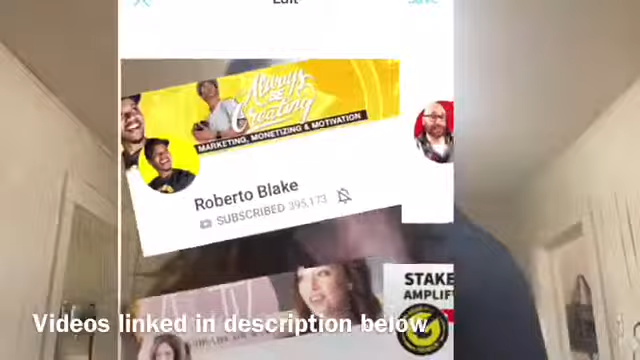 Edit
Save
Always
BE
Creating
MARKETING, MONETIZING & MOTIVATION
Roberto Blake
SUBSCRIBED 395,173
STAKE
AMPLIF
Videos linked in description below